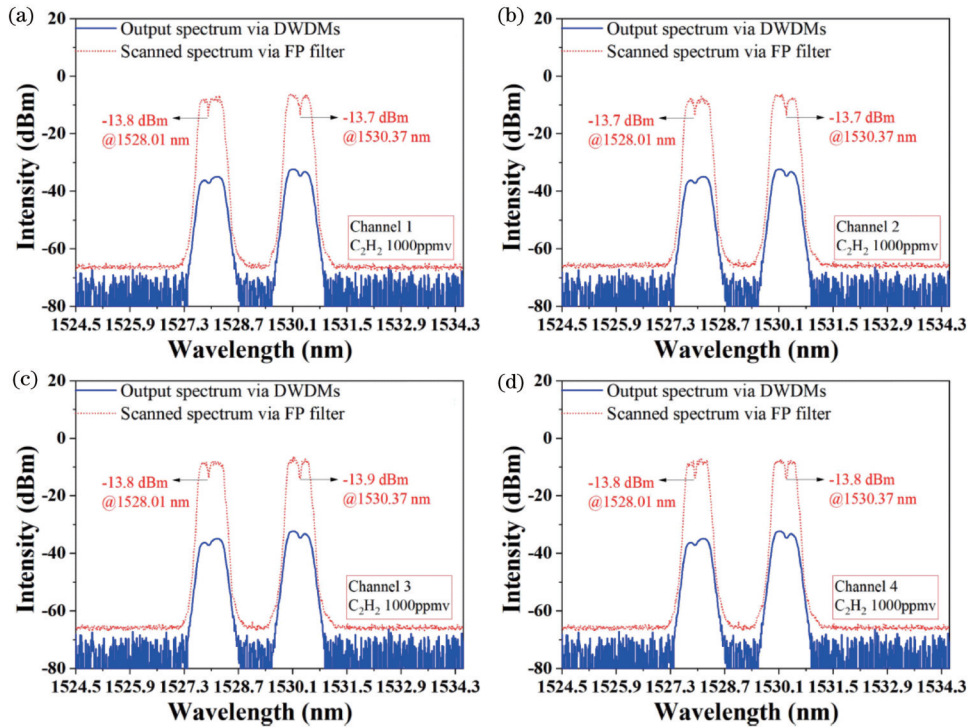 (a)
Output spectrum via DWDMs
Scanned spectrum via FP filter
-13.8 dBm
@1528.01 nm
-13.7 dBm
@1530.37 nm
Channel 1
C₂H₂ 1000ppmv
Intensity (dBm)
20
0
-20
-40
-60
-80
1524.5 1525.9 1527.3 1528.7 1530.1 1531.5 1532.9 1534.3
Wavelength (nm)
(b)
Output spectrum via DWDMs
Scanned spectrum via FP filter
-13.7 dBm
@1528.01 nm
-13.7 dBm
@1530.37 nm
Channel 2
C₂H₂ 1000ppmv
Intensity (dBm)
20
0
-20
-40
-60
-80
1524.5 1525.9 1527.3 1528.7 1530.1 1531.5 1532.9 1534.3
Wavelength (nm)
(c)
Output spectrum via DWDMs
Scanned spectrum via FP filter
-13.8 dBm
@1528.01 nm
-13.9 dBm
@1530.37 nm
Channel 3
C₂H₂ 1000ppmv
Intensity (dBm)
20
0
-20
-40
-60
-80
1524.5 1525.9 1527.3 1528.7 1530.1 1531.5 1532.9 1534.3
Wavelength (nm)
(d)
Output spectrum via DWDMs
Scanned spectrum via FP filter
-13.8 dBm
@1528.01 nm
-13.8 dBm
@1530.37 nm
Channel 4
C₂H₂ 1000ppmv
Intensity (dBm)
20
0
-20
-40
-60
-80
1524.5 1525.9 1527.3 1528.7 1530.1 1531.5 1532.9 1534.3
Wavelength (nm)